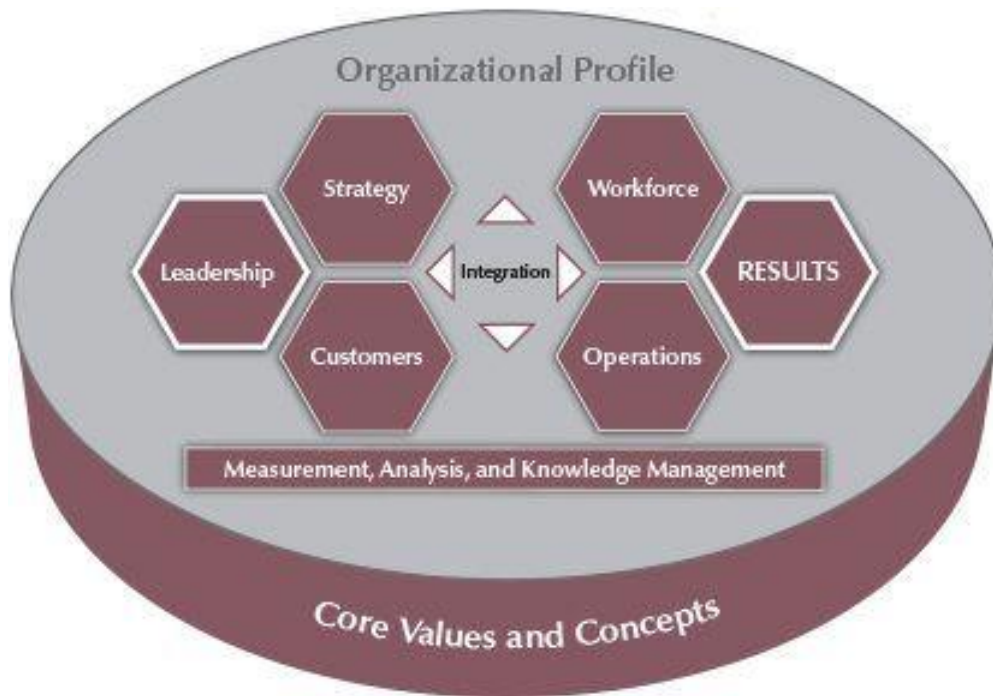 Organizational Profile
Strategy
Workforce
Leadership
Integration
RESULTS
Customers
Operations
Measurement, Analysis, and Knowledge Management
Core Values and Concepts